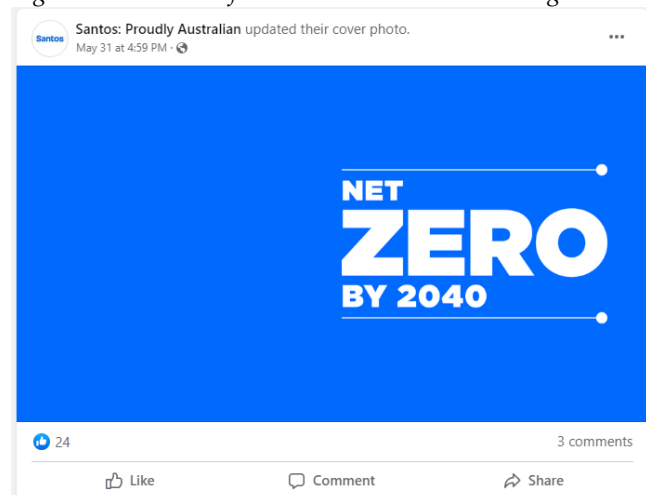 Santos
Santos: Proudly Australian updated their cover photo.
May 31 at 4:59 PM ·
...
NET
ZERO
BY 2040
24
3 comments
Like
Comment
Share